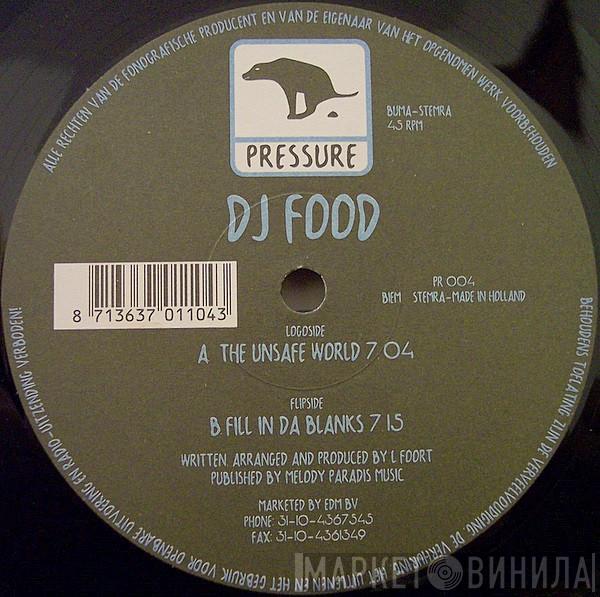 ALLE RECHTEN VAN DE FONOGRAFISCHE PRODUCENT EN VAN DE EIGENAAR VAN HET OPGENOMEN WERK VOORBEHOUDEN
BUMA-STEMRA
45 RPM
PRESSURE
DJ FOOD
PR 004
BIEM STEMRA-MADE IN HOLLAND
8 713637 011043
LOGOSIDE
A. THE UNSAFE WORLD 7.04
FLIPSIDE
B. FILL IN DA BLANKS 7.15
WRITTEN, ARRANGED AND PRODUCED BY L. FOORT
PUBLISHED BY MELODY PARADIS MUSIC
MARKETED BY EDM BV
PHONE: 31-10-4367545
FAX: 31-10-4361349
BEHOUDENS TOELATING ZIJN DE VERVEELVOUDIGING, DE VERHURING, HET UITLENEN EN HET GEBRUIK VOOR OPENBARE UITVOERING EN RADIO-UITZENDING VERBODEN!
МАРКЕТ ВИНИЛА